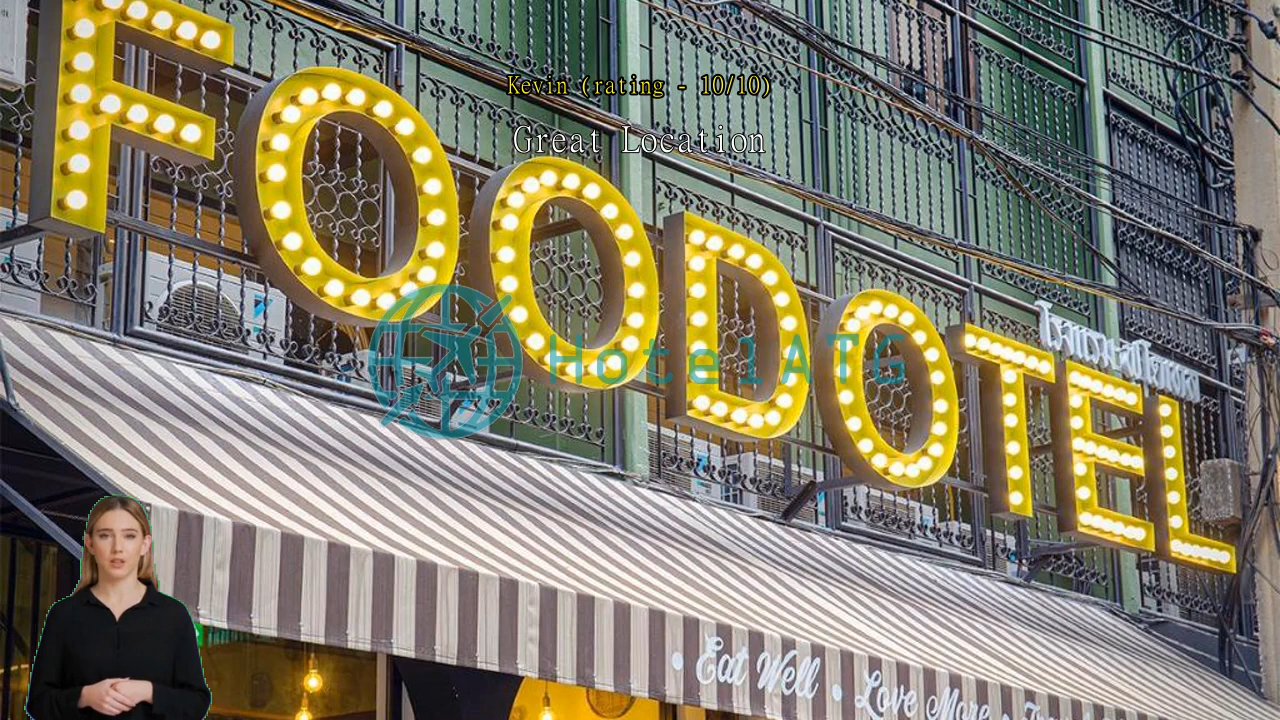 Kevin (rating - 10/10)
Great Location
FOODOTEL
HotelATG
• Eat Well • Love More •